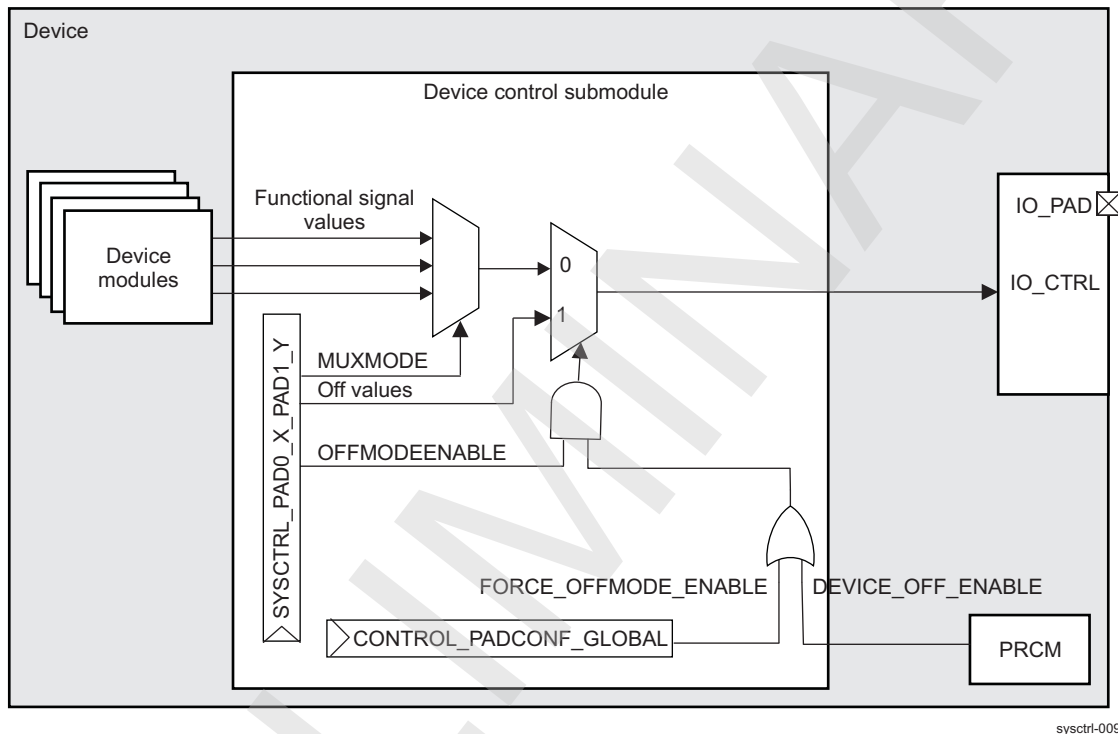 Device
Device control submodule
Functional signal
values
Device
modules
IO_PAD
IO_CTRL
0
1
MUXMODE
Off values
OFFMODEENABLE
SYSCTRL_PAD0_X_PAD1_Y
FORCE_OFFMODE_ENABLE
DEVICE_OFF_ENABLE
CONTROL_PADCONF_GLOBAL
PRCM
sysctrl-009